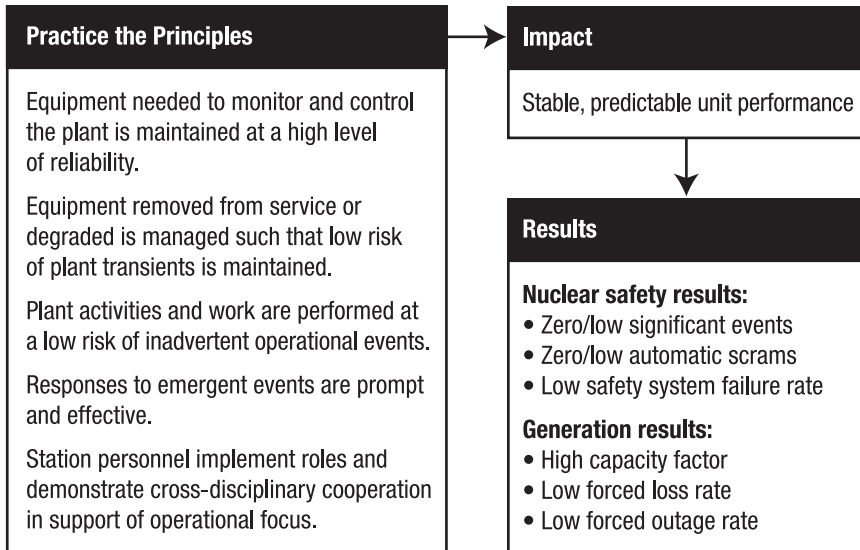 Practice the Principles
Equipment needed to monitor and control
the plant is maintained at a high level
of reliability.
Equipment removed from service or
degraded is managed such that low risk
of plant transients is maintained.
Plant activities and work are performed at
a low risk of inadvertent operational events.
Responses to emergent events are prompt
and effective.
Station personnel implement roles and
demonstrate cross-disciplinary cooperation
in support of operational focus.
Impact
Stable, predictable unit performance
Results
Nuclear safety results:
• Zero/low significant events
• Zero/low automatic scrams
• Low safety system failure rate
Generation results:
• High capacity factor
• Low forced loss rate
• Low forced outage rate